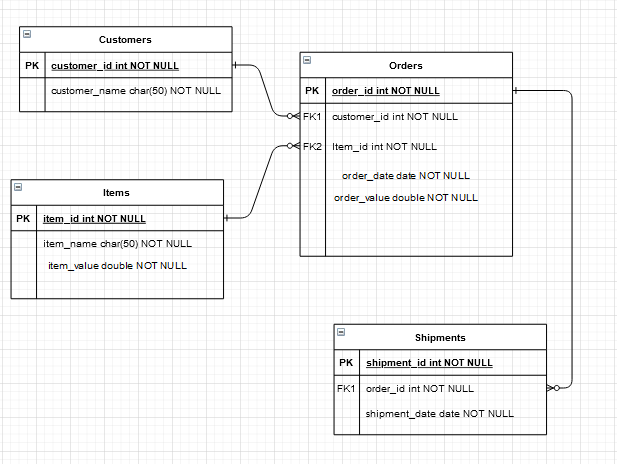 Customers
PK customer_id int NOT NULL
customer_name char(50) NOT NULL
Orders
PK order_id int NOT NULL
FK1 customer_id int NOT NULL
FK2 Item_id int NOT NULL
order_date date NOT NULL
order_value double NOT NULL
Items
PK item_id int NOT NULL
item_name char(50) NOT NULL
item_value double NOT NULL
Shipments
PK shipment_id int NOT NULL
FK1 order_id int NOT NULL
shipment_date date NOT NULL